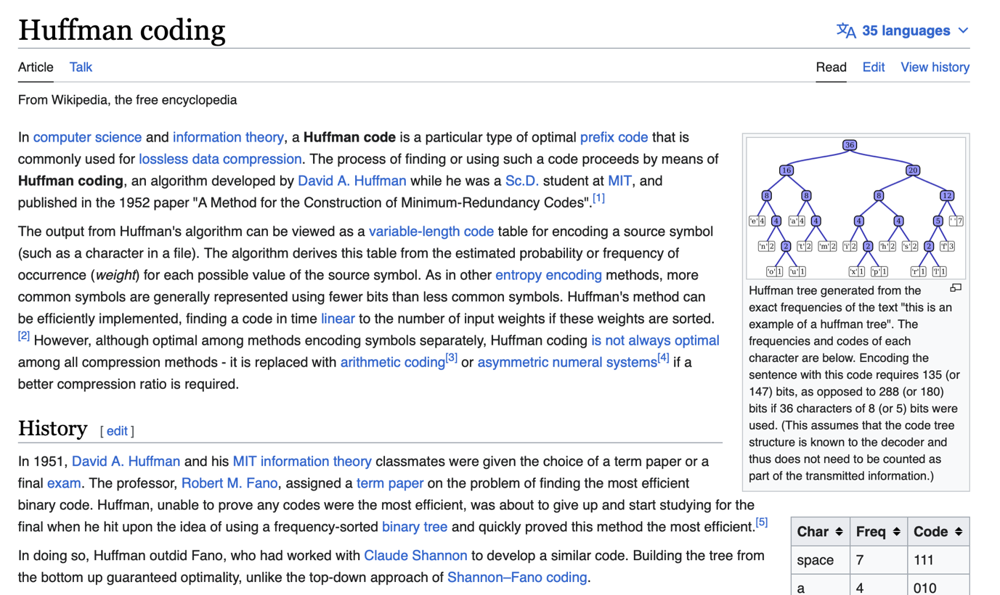 Huffman coding
35 languages
Article Talk
Read Edit View history
From Wikipedia, the free encyclopedia
In computer science and information theory, a Huffman code is a particular type of optimal prefix code that is
commonly used for lossless data compression. The process of finding or using such a code proceeds by means of
Huffman coding, an algorithm developed by David A. Huffman while he was a Sc.D. student at MIT, and
published in the 1952 paper "A Method for the Construction of Minimum-Redundancy Codes".[1]
The output from Huffman's algorithm can be viewed as a variable-length code table for encoding a source symbol
(such as a character in a file). The algorithm derives this table from the estimated probability or frequency of
occurrence (weight) for each possible value of the source symbol. As in other entropy encoding methods, more
common symbols are generally represented using fewer bits than less common symbols. Huffman's method can
be efficiently implemented, finding a code in time linear to the number of input weights if these weights are sorted.
[2] However, although optimal among methods encoding symbols separately, Huffman coding is not always optimal
among all compression methods - it is replaced with arithmetic coding[3] or asymmetric numeral systems[4] if a
better compression ratio is required.
History [ edit ]
In 1951, David A. Huffman and his MIT information theory classmates were given the choice of a term paper or a
final exam. The professor, Robert M. Fano, assigned a term paper on the problem of finding the most efficient
binary code. Huffman, unable to prove any codes were the most efficient, was about to give up and start studying for the
final when he hit upon the idea of using a frequency-sorted binary tree and quickly proved this method the most efficient.[5]
In doing so, Huffman outdid Fano, who had worked with Claude Shannon to develop a similar code. Building the tree from
the bottom up guaranteed optimality, unlike the top-down approach of Shannon–Fano coding.
36
16 20
8 8 8 12
'e' 4 4 'a' 4 4 4 4 5 ' ' 7
'n' 2 2 't' 2 'm' 2 'i' 2 2 'h' 2 's' 2 2 'f' 3
'o' 1 'u' 1 'x' 1 'p' 1 'r' 1 'l' 1
Huffman tree generated from the
exact frequencies of the text "this is an
example of a huffman tree". The
frequencies and codes of each
character are below. Encoding the
sentence with this code requires 135 (or
147) bits, as opposed to 288 (or 180)
bits if 36 characters of 8 (or 5) bits were
used. (This assumes that the code tree
structure is known to the decoder and
thus does not need to be counted as
part of the transmitted information.)
Char Freq Code
space 7 111
a 4 010